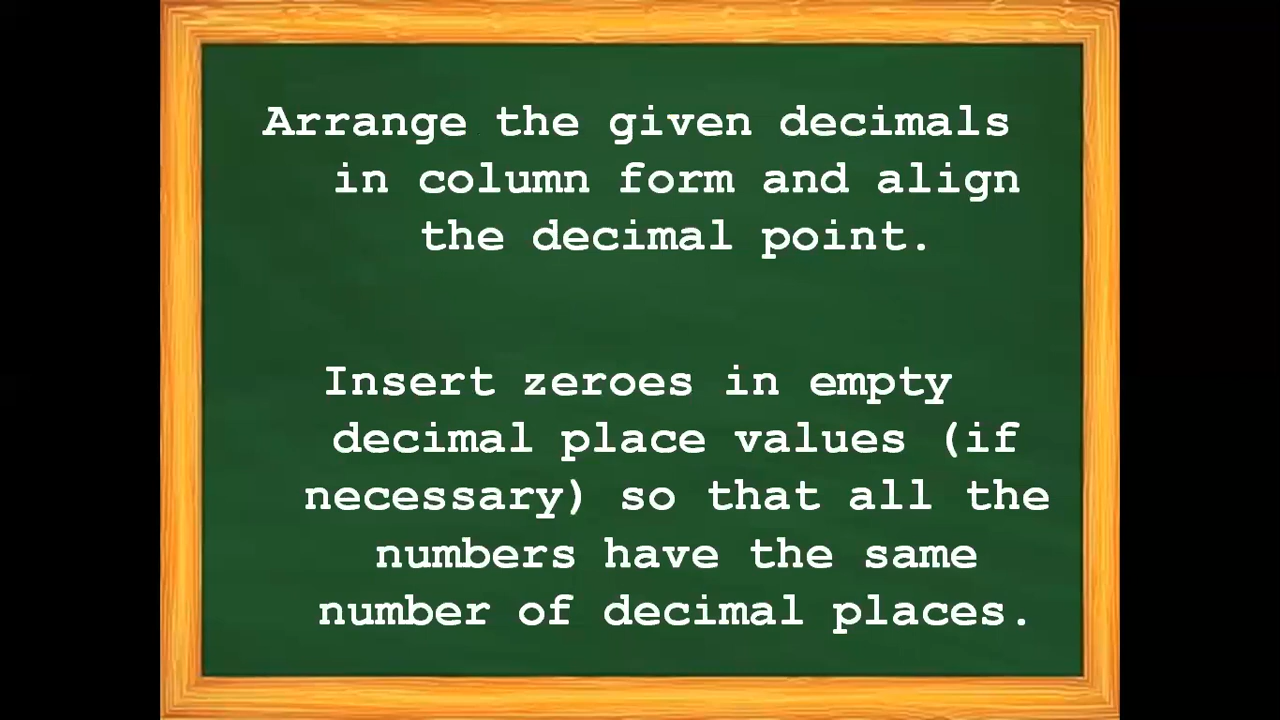 Arrange the given decimals
in column form and align
the decimal point.
Insert zeroes in empty
decimal place values (if
necessary) so that all the
numbers have the same
number of decimal places.